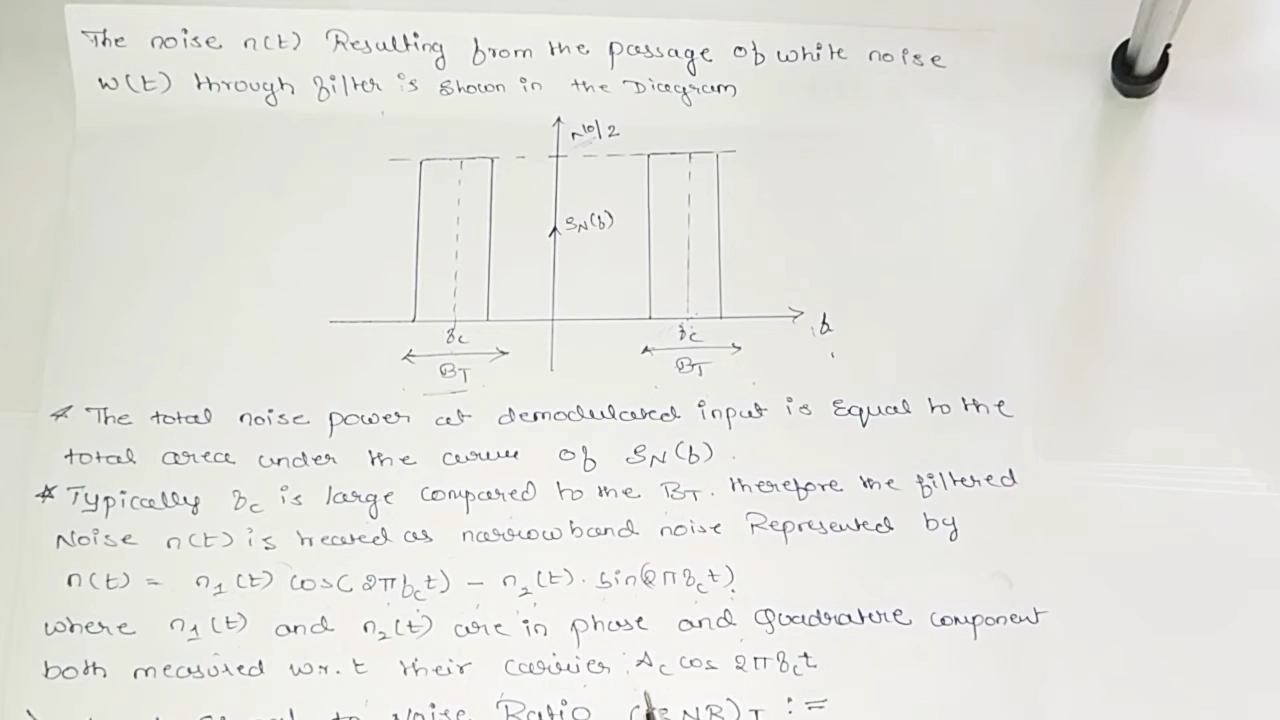 The noise n(t) Resulting from the passage of white noise
w(t) through filter is shown in the Diagram
N0/2
SN(f)
fc
fc
f
BT
BT
* The total noise power at demodulated input is Equal to the
total area under the curve of SN(f).
* Typically fc is large compared to the BT. therefore the filtered
Noise n(t) is treated as narrowband noise Represented by
n(t) = n1(t) cos(2πfct) - n2(t). sin(2πfct)
where n1(t) and n2(t) are in phase and Quadrature component
both measured w.r.t their carrier Ac cos 2πfct
to Noise Ratio (SNR)T :=